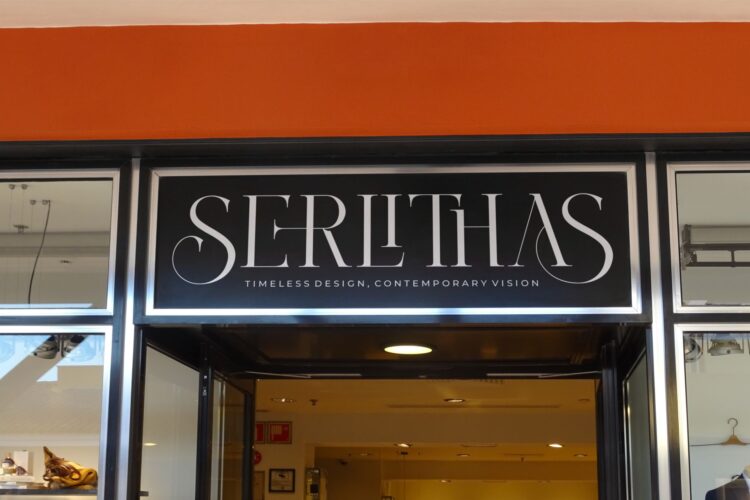 SERLITHAS
TIMELESS DESIGN, CONTEMPORARY VISION